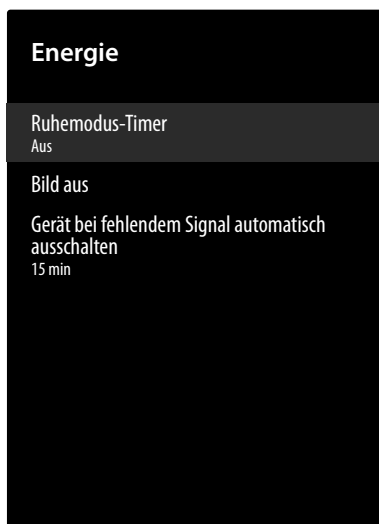 Energie
Ruhemodus-Timer
Aus
Bild aus
Gerät bei fehlendem Signal automatisch
ausschalten
15 min